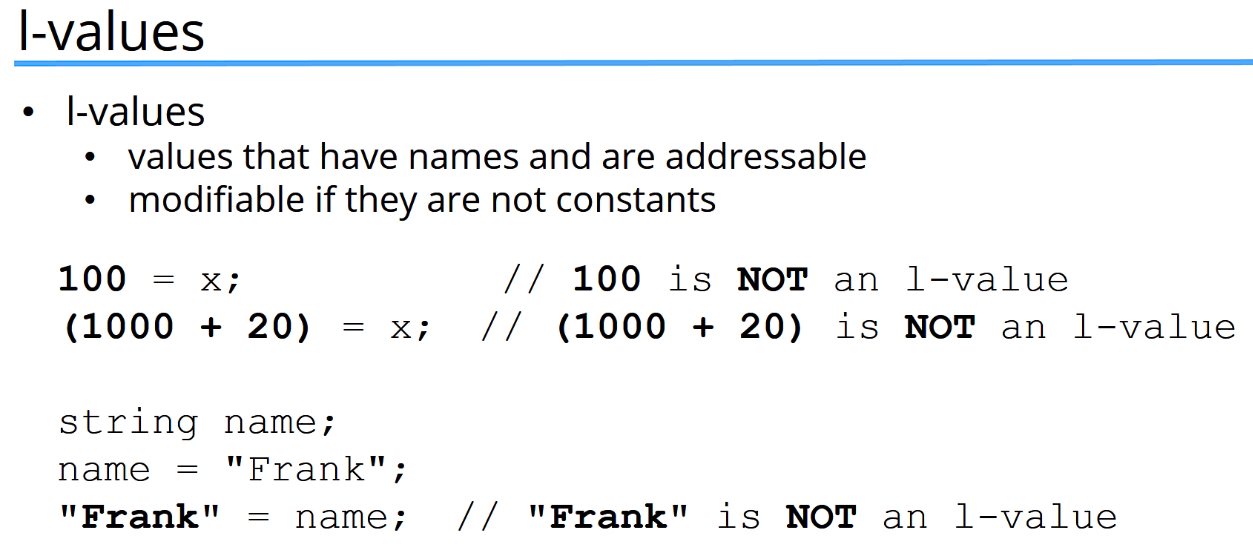 l-values
• l-values
• values that have names and are addressable
• modifiable if they are not constants
100 = x; // 100 is NOT an l-value
(1000 + 20) = x; // (1000 + 20) is NOT an l-value
string name;
name = "Frank";
"Frank" = name; // "Frank" is NOT an l-value